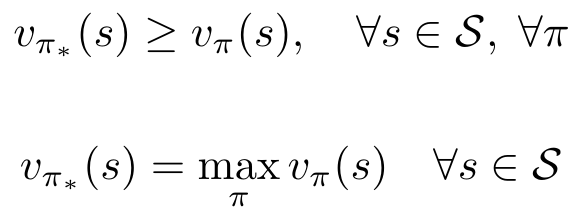 v_{π_*}(s) ≥ v_π(s), ∀s ∈ 𝒮, ∀π
v_{π_*}(s) = max_π v_π(s) ∀s ∈ 𝒮